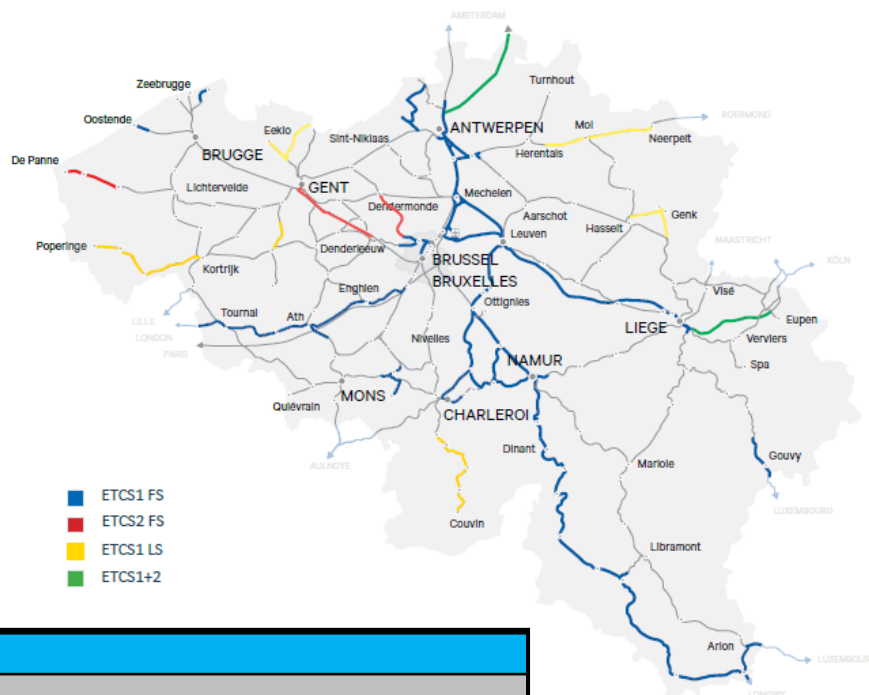 AMSTERDAM
Zeebrugge
Turnhout
Oostende
Eeklo
Sint-Niklaas
ANTWERPEN
Mol
ROERMOND
BRUGGE
Herentals
Neerpelt
De Panne
Lichtervelde
GENT
Mechelen
Dendermonde
Aarschot
Genk
Hasselt
Denderleeuw
Leuven
MAASTRICHT
Poperinge
BRUSSEL
KÖLN
Kortrijk
BRUXELLES
Enghien
Visé
Ottignies
Tournai
Ath
LIEGE
Eupen
LILLE
LONDON
Nivelles
Verviers
PARIS
NAMUR
Spa
MONS
Quiévrain
CHARLEROI
Dinant
Gouvy
AULNOYE
Marloie
ETCS1 FS
LUXEMBOURG
ETCS2 FS
Couvin
ETCS1 LS
Libramont
ETCS1+2
Arlon
LUXEMBOUR
LONGWY